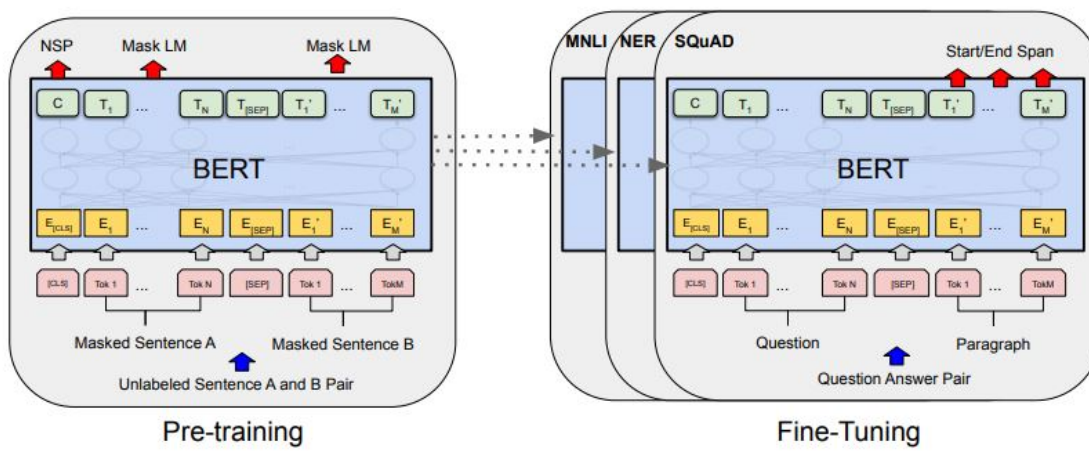 NSP Mask LM Mask LM
C T1 ... TN T[SEP] T1' ... TM'
BERT
E[CLS] E1 ... EN E[SEP] E1' ... EM'
[CLS] Tok 1 ... Tok N [SEP] Tok 1 ... TokM
Masked Sentence A Masked Sentence B
Unlabeled Sentence A and B Pair
Pre-training
MNLI NER SQuAD
Start/End Span
C T1 ... TN T[SEP] T1' ... TM'
BERT
E[CLS] E1 ... EN E[SEP] E1' ... EM'
[CLS] Tok 1 ... Tok N [SEP] Tok 1 ... TokM
Question Paragraph
Question Answer Pair
Fine-Tuning